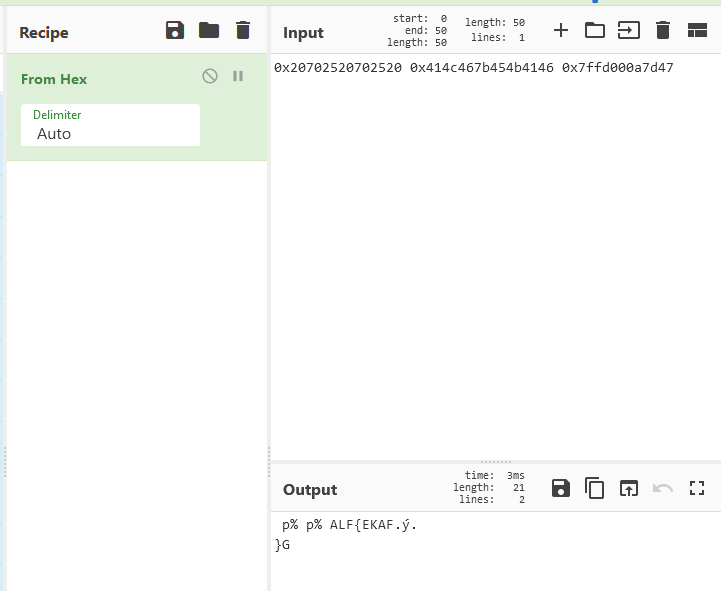 Recipe
From Hex
Delimiter
Auto
Input
start: 0
end: 50
length: 50
length: 50
lines: 1
0x20702520702520 0x414c467b454b4146 0x7ffd000a7d47
Output
time: 3ms
length: 21
lines: 2
p% p% ALF{EKAF.ý.
}G